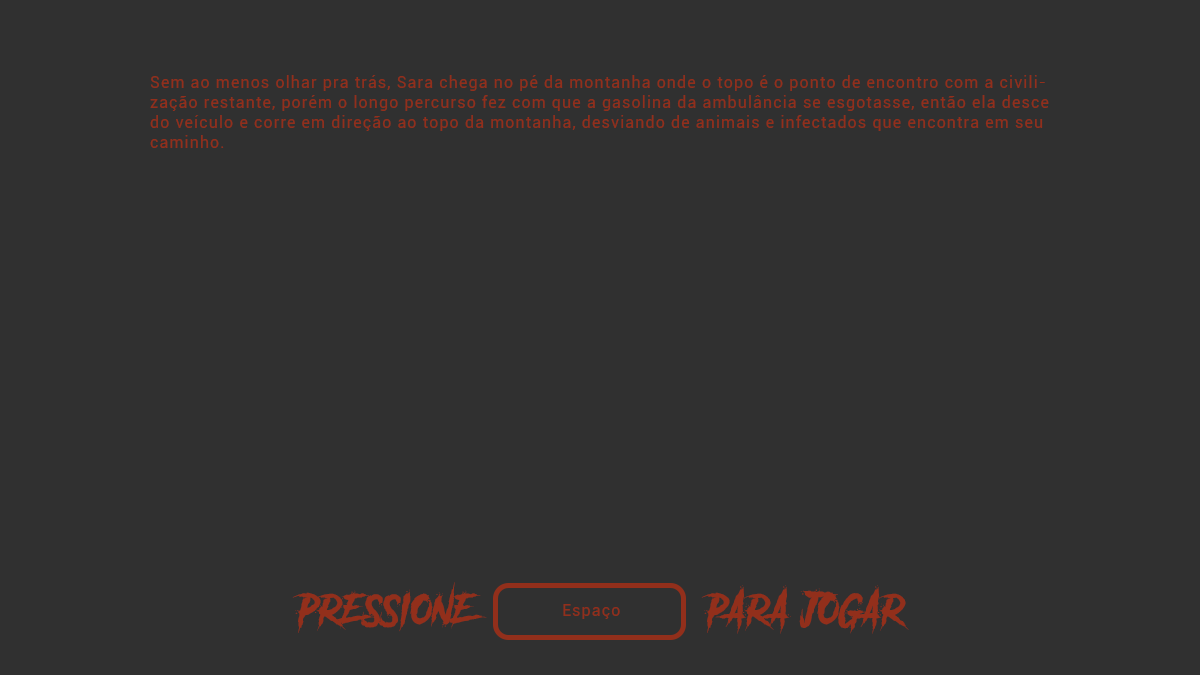 Sem ao menos olhar pra trás, Sara chega no pé da montanha onde o topo é o ponto de encontro com a civili-
zação restante, porém o longo percurso fez com que a gasolina da ambulância se esgotasse, então ela desce
do veículo e corre em direção ao topo da montanha, desviando de animais e infectados que encontra em seu
caminho.
PRESSIONE Espaço PARA JOGAR